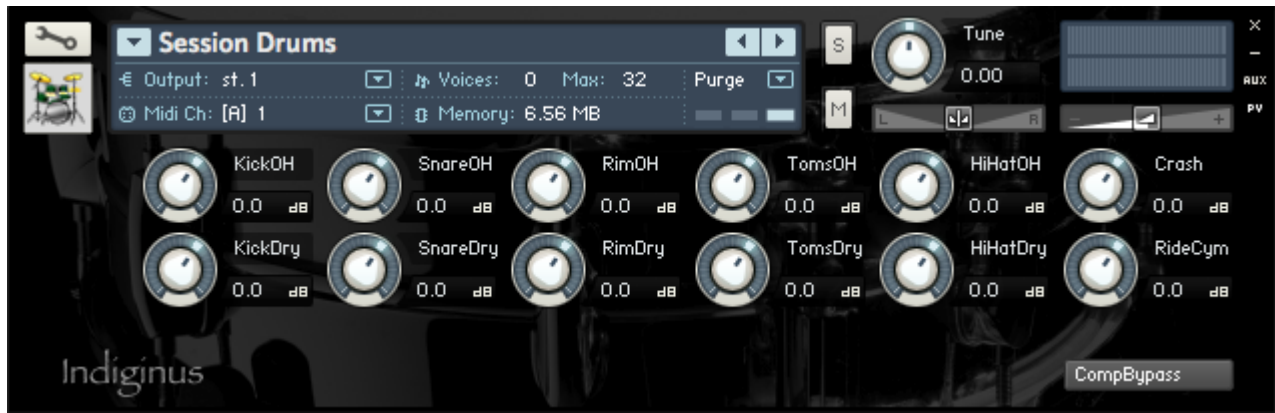 Session Drums
S
Tune
0.00
X
–
AUX
PV
Output: st. 1
Voices: 0 Max: 32
Purge
Midi Ch: [A] 1
Memory: 6.56 MB
M
L
R
–
+
KickOH
SnareOH
RimOH
TomsOH
HiHatOH
Crash
0.0 dB
0.0 dB
0.0 dB
0.0 dB
0.0 dB
0.0 dB
KickDry
SnareDry
RimDry
TomsDry
HiHatDry
RideCym
0.0 dB
0.0 dB
0.0 dB
0.0 dB
0.0 dB
0.0 dB
Indiginus
CompBypass